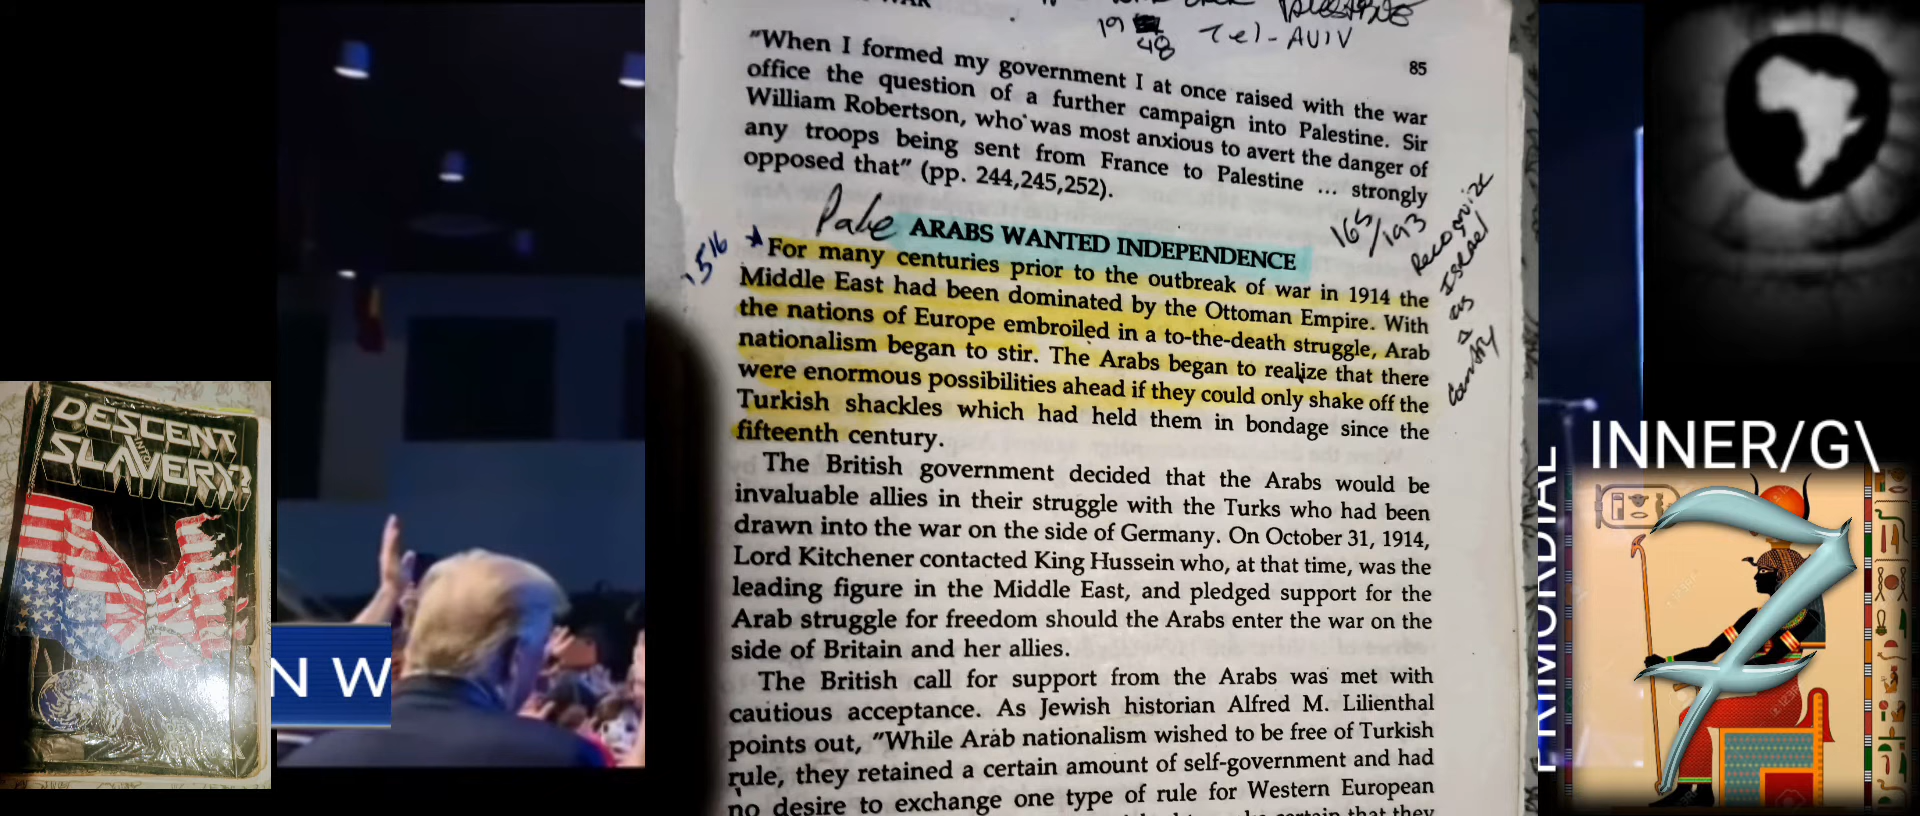 19 48 Tel-AVIV
85
"When I formed my government I at once raised with the war
office the question of a further campaign into Palestine. Sir
William Robertson, who was most anxious to avert the danger of
any troops being sent from France to Palestine ... strongly
opposed that" (pp. 244,245,252).
165/193
Recognize
Israel
as
a
Country
1516
ARABS WANTED INDEPENDENCE
For many centuries prior to the outbreak of war in 1914 the
Middle East had been dominated by the Ottoman Empire. With
the nations of Europe embroiled in a to-the-death struggle, Arab
nationalism began to stir. The Arabs began to realize that there
were enormous possibilities ahead if they could only shake off the
Turkish shackles which had held them in bondage since the
fifteenth century.
The British government decided that the Arabs would be
invaluable allies in their struggle with the Turks who had been
drawn into the war on the side of Germany. On October 31, 1914,
Lord Kitchener contacted King Hussein who, at that time, was the
leading figure in the Middle East, and pledged support for the
Arab struggle for freedom should the Arabs enter the war on the
side of Britain and her allies.
The British call for support from the Arabs was met with
cautious acceptance. As Jewish historian Alfred M. Lilienthal
points out, "While Arab nationalism wished to be free of Turkish
rule, they retained a certain amount of self-government and had
no desire to exchange one type of rule for Western European
that they
DESCENT
INTO
SLAVERY?
N W
PRIMORDIAL
INNER/G\
7